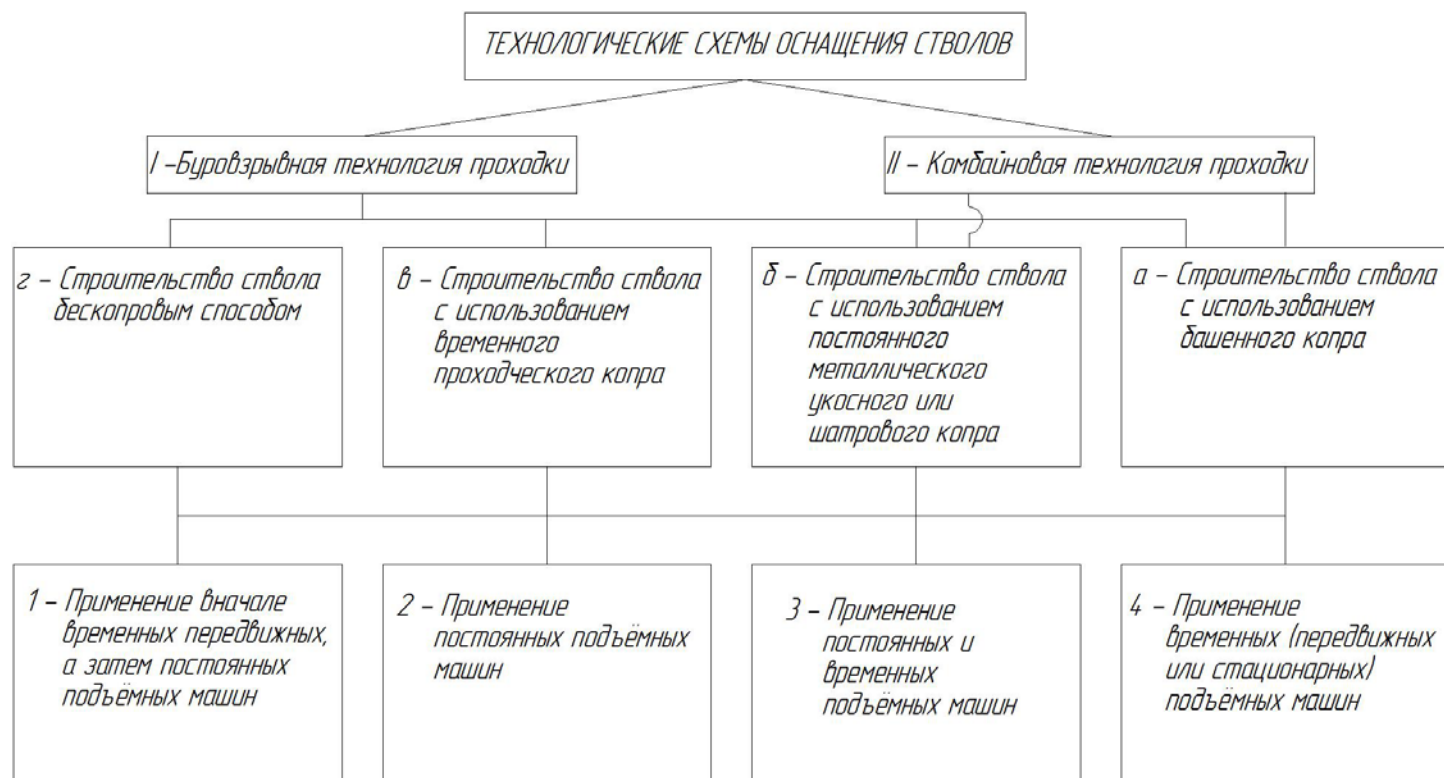 ТЕХНОЛОГИЧЕСКИЕ СХЕМЫ ОСНАЩЕНИЯ СТВОЛОВ
I –Буровзрывная технология проходки
II – Комбайновая технология проходки
г – Строительство ствола
бескопровым способом
в – Строительство ствола
с использованием
временного
проходческого копра
б – Строительство ствола
с использованием
постоянного
металлического
укосного или
шатрового копра
а – Строительство ствола
с использованием
башенного копра
1 – Применение вначале
временных передвижных,
а затем постоянных
подъёмных машин
2 – Применение
постоянных подъёмных
машин
3 – Применение
постоянных и
временных
подъёмных машин
4 – Применение
временных (передвижных
или стационарных)
подъёмных машин